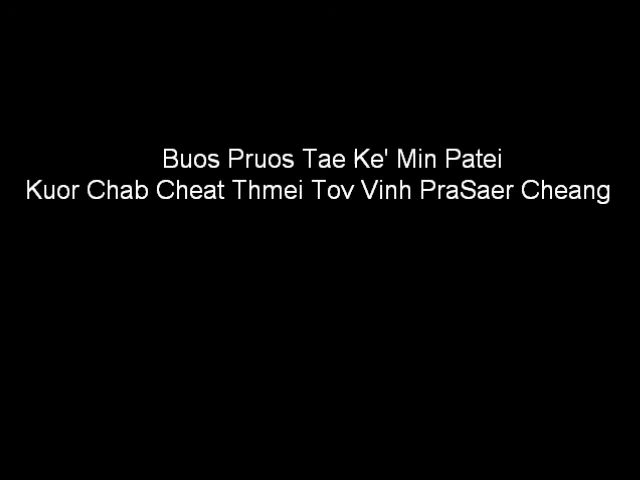 Buos Pruos Tae Ke' Min Patei
Kuor Chab Cheat Thmei Tov Vinh PraSaer Cheang